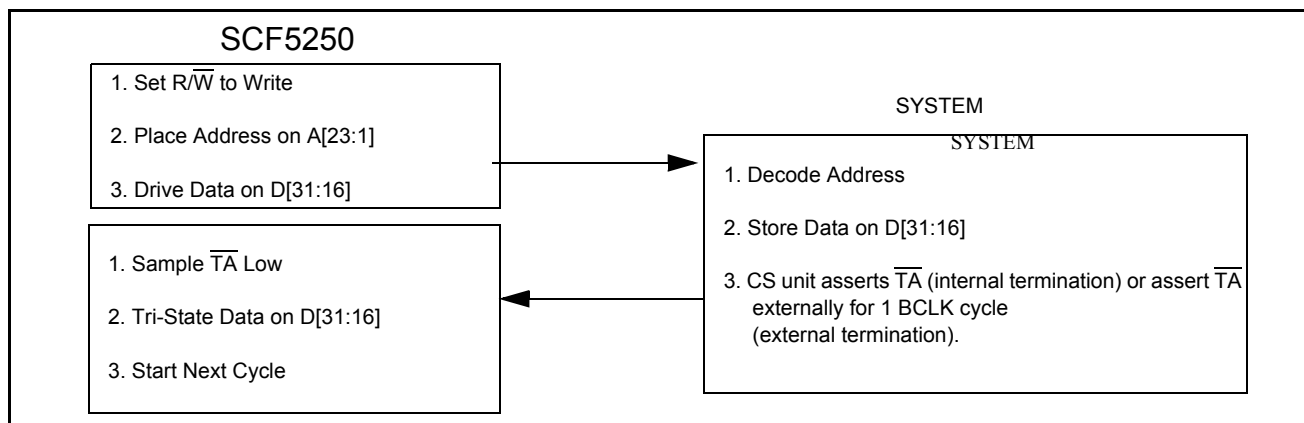 SCF5250
1. Set R/W̅ to Write
2. Place Address on A[23:1]
3. Drive Data on D[31:16]
1. Sample T̅A̅ Low
2. Tri-State Data on D[31:16]
3. Start Next Cycle
SYSTEM
SYSTEM
1. Decode Address
2. Store Data on D[31:16]
3. CS unit asserts T̅A̅ (internal termination) or assert T̅A̅
externally for 1 BCLK cycle
(external termination).